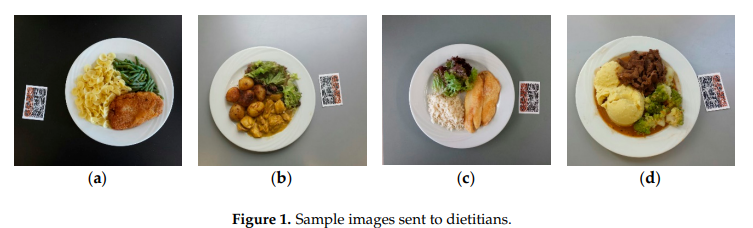 (a) (b) (c) (d)
Figure 1. Sample images sent to dietitians.